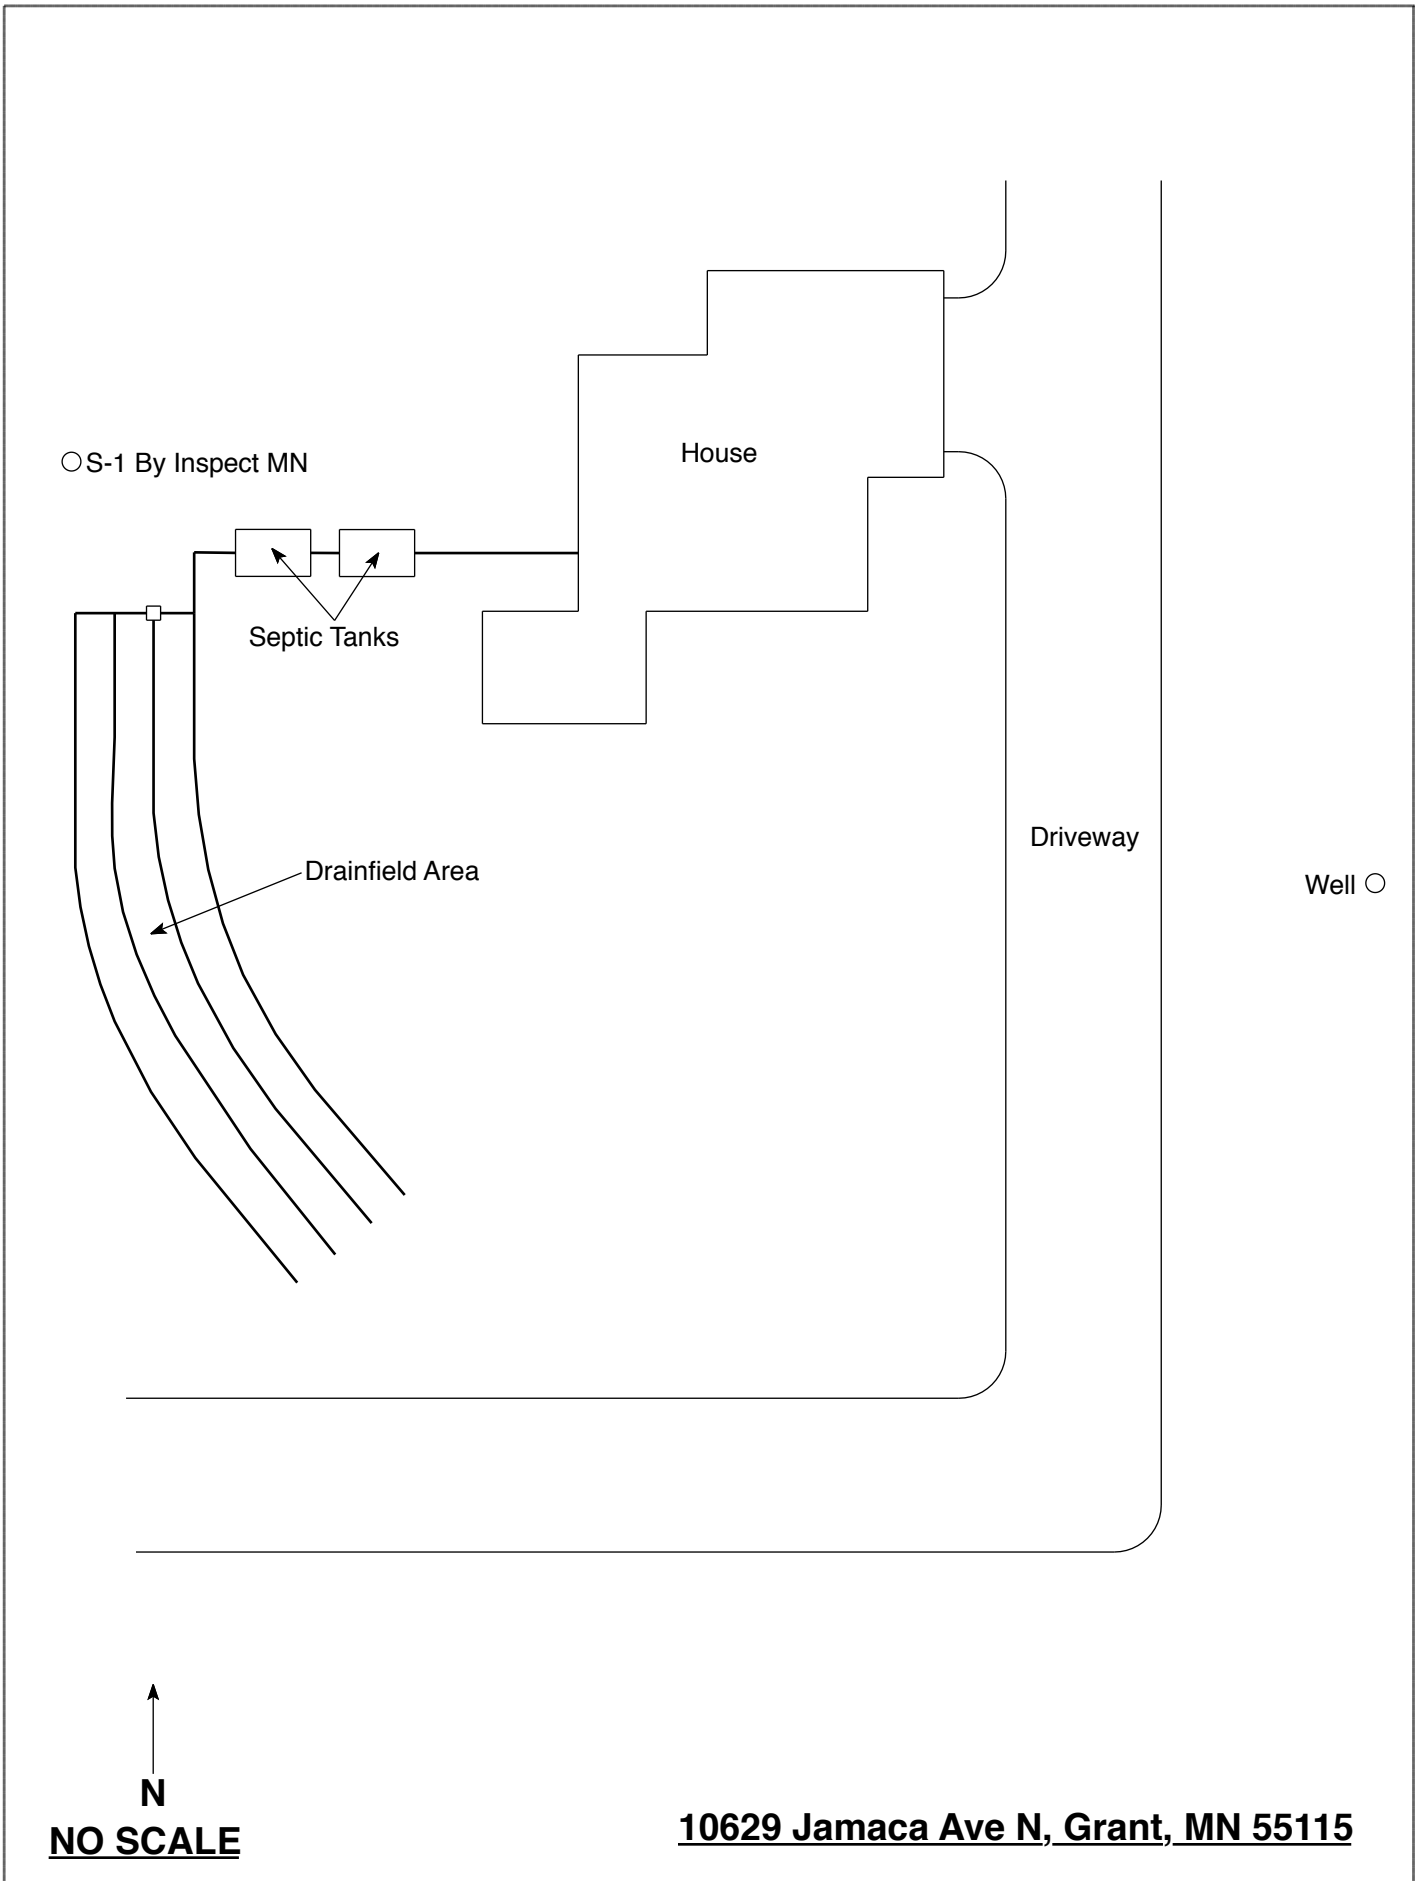 House
S-1 By Inspect MN
Septic Tanks
Driveway
Drainfield Area
Well
N
NO SCALE
10629 Jamaca Ave N, Grant, MN 55115